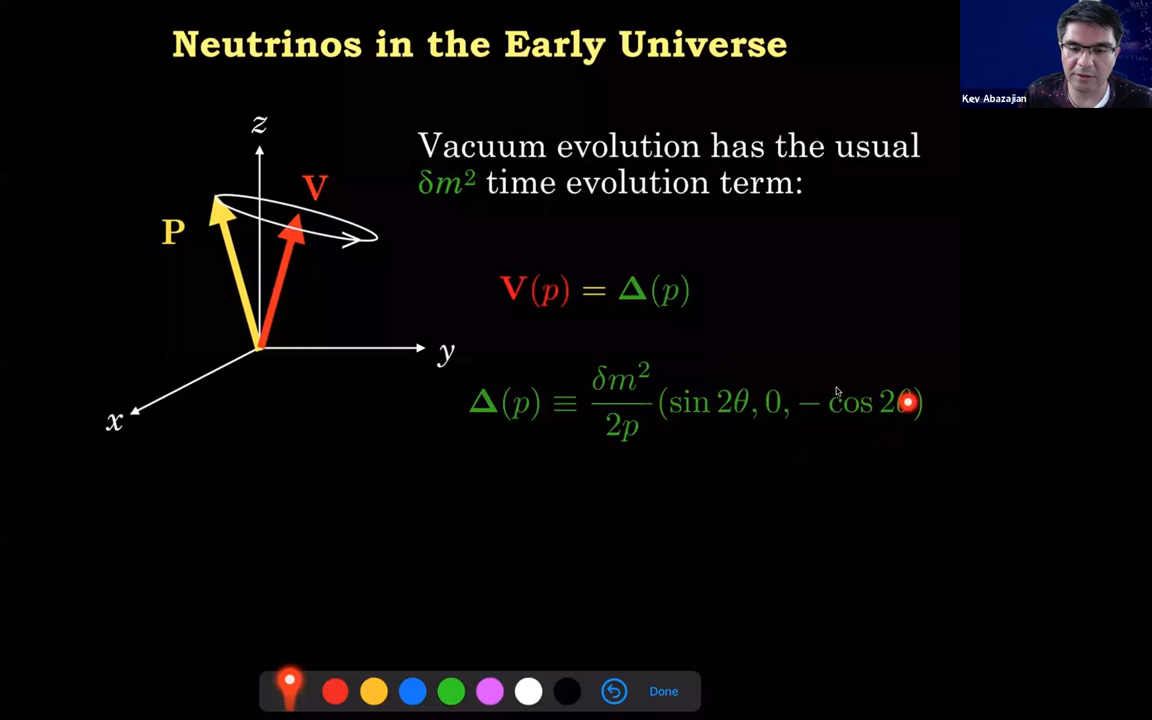 Neutrinos in the Early Universe
Kev Abazajian
z
Vacuum evolution has the usual
δm² time evolution term:
V
P
V(p) = Δ(p)
y
Δ(p) ≡ δm²/2p (sin 2θ, 0, − cos 2θ)
x
Done